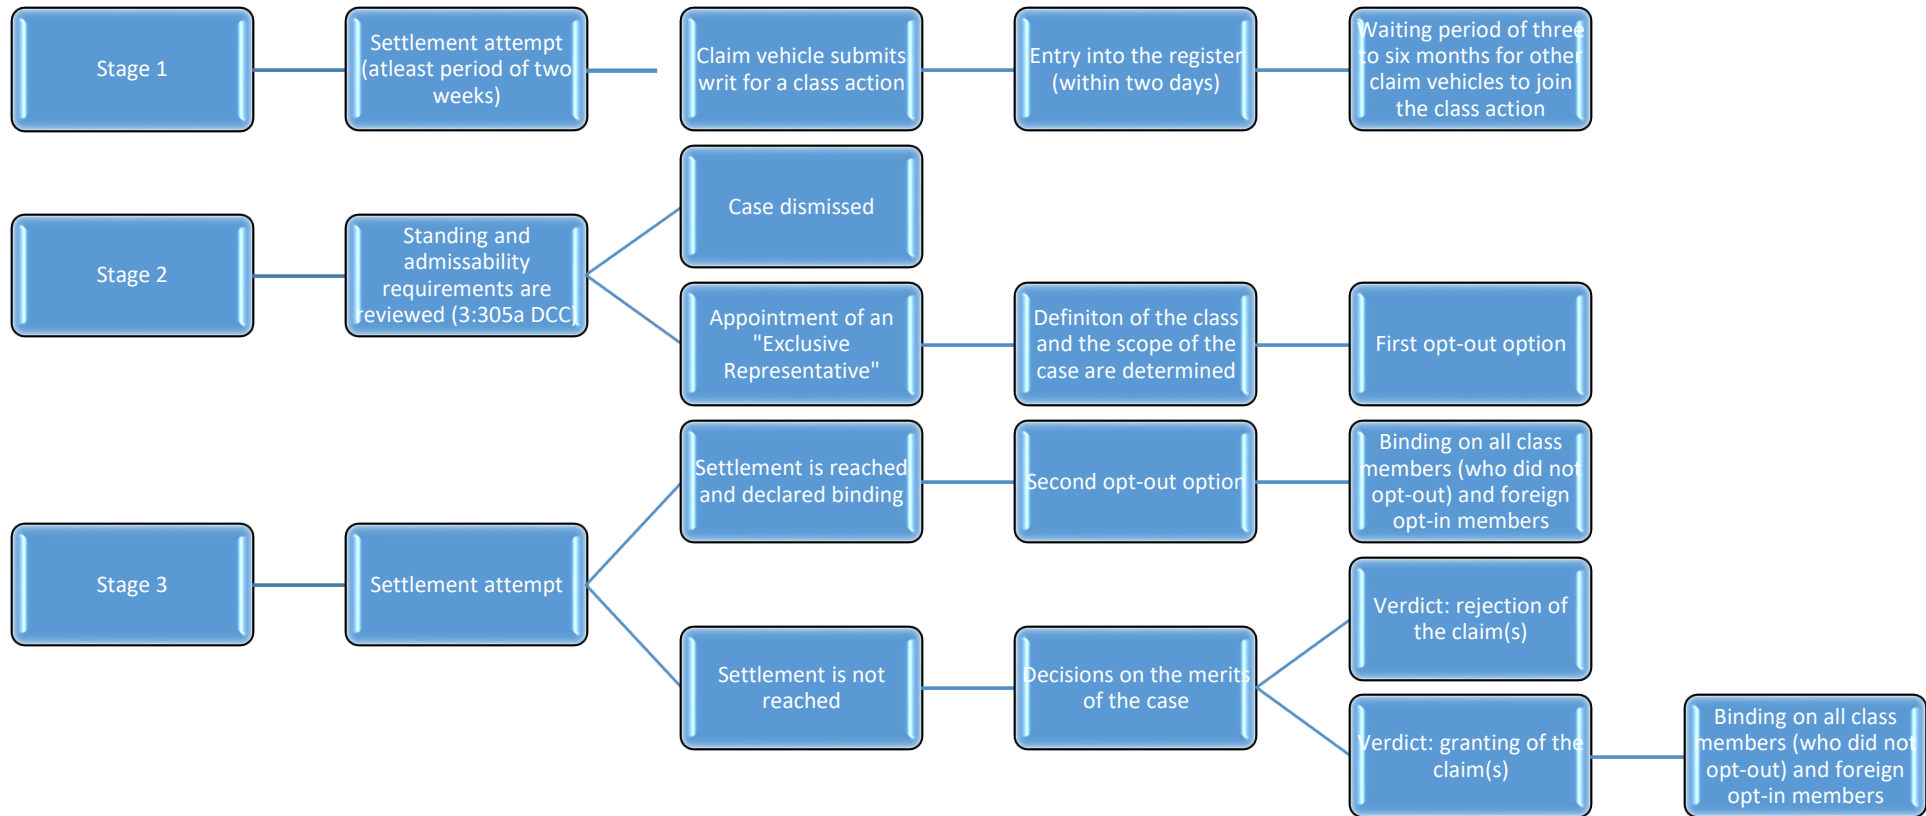 Stage 1
Settlement attempt
(atleast period of two
weeks)
Claim vehicle submits
writ for a class action
Entry into the register
(within two days)
Waiting period of three
to six months for other
claim vehicles to join
the class action
Stage 2
Standing and
admissability
requirements are
reviewed (3:305a DCC)
Case dismissed
Appointment of an
"Exclusive
Representative"
Definiton of the class
and the scope of the
case are determined
First opt-out option
Stage 3
Settlement attempt
Settlement is reached
and declared binding
Second opt-out option
Binding on all class
members (who did not
opt-out) and foreign
opt-in members
Settlement is not
reached
Decisions on the merits
of the case
Verdict: rejection of
the claim(s)
Verdict: granting of the
claim(s)
Binding on all class
members (who did not
opt-out) and foreign
opt-in members